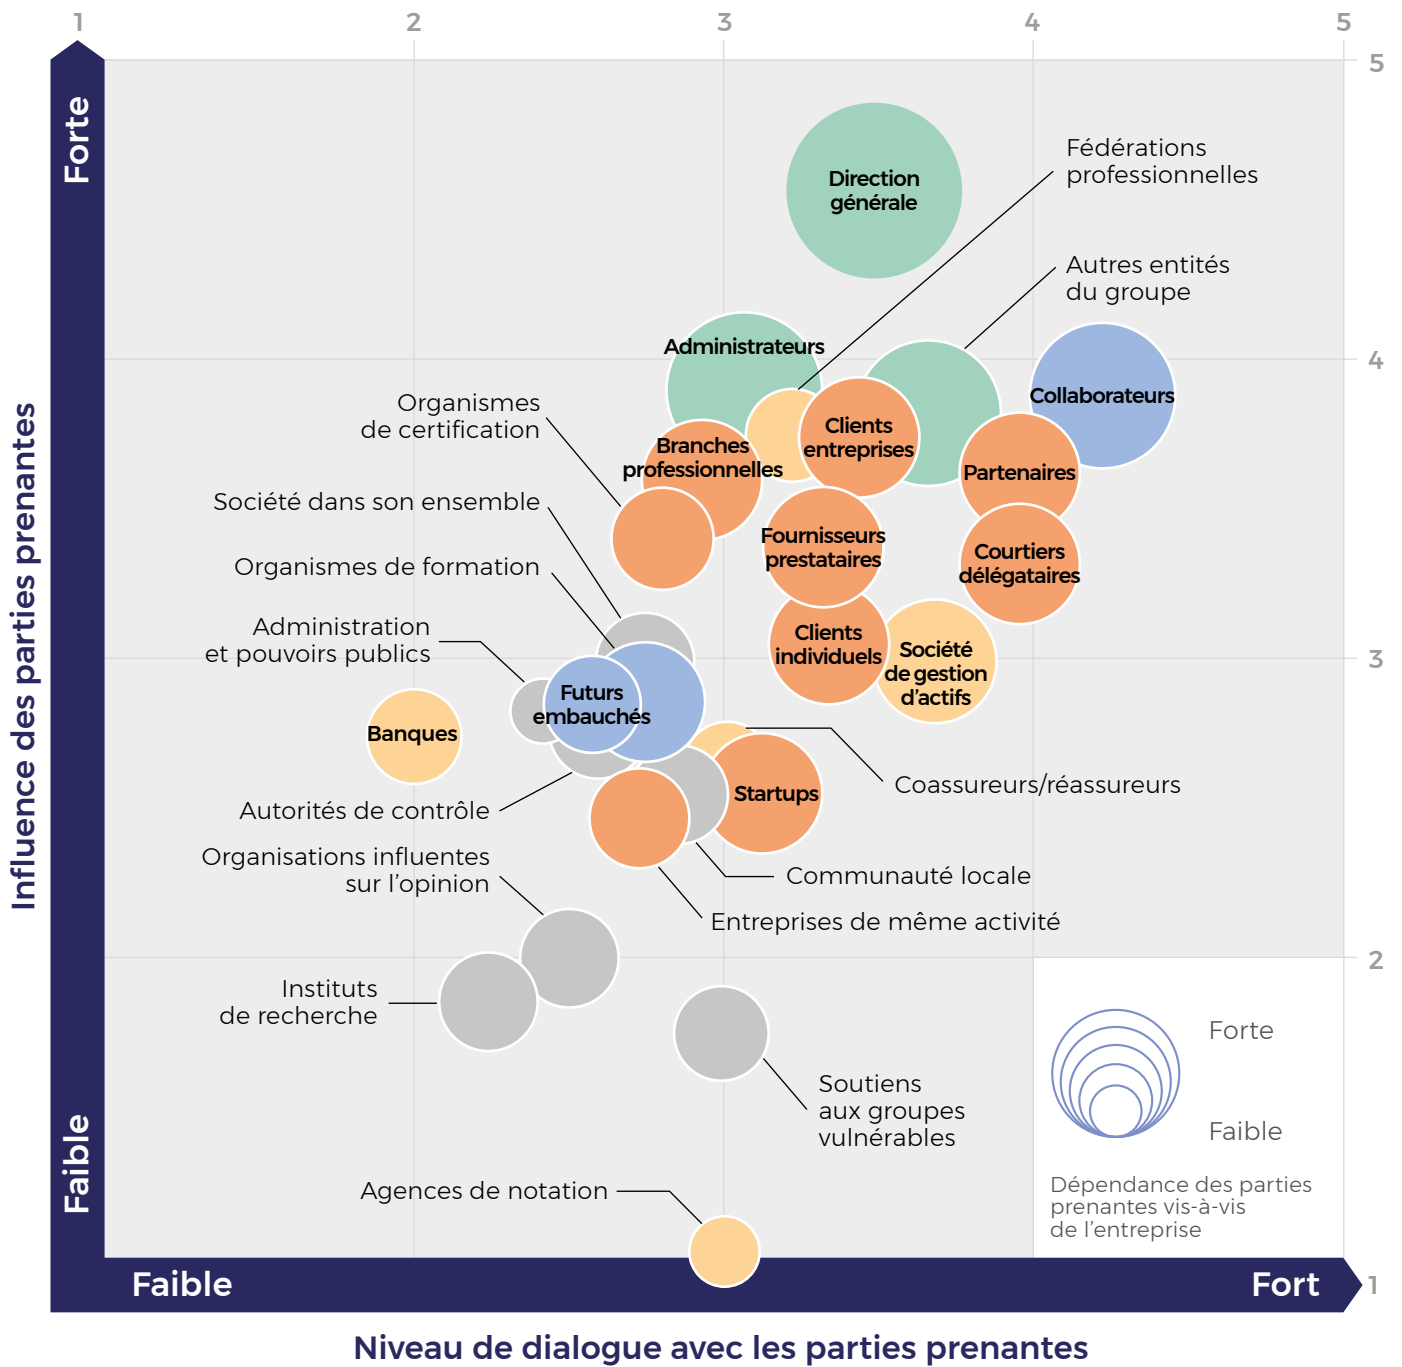 1
2
3
4
5
5
4
3
2
1
Forte
Faible
Influence des parties prenantes
Direction
générale
Fédérations
professionnelles
Autres entités
du groupe
Administrateurs
Collaborateurs
Organismes
de certification
Clients
entreprises
Branches
professionnelles
Partenaires
Société dans son ensemble
Fournisseurs
prestataires
Courtiers
délégataires
Organismes de formation
Administration
et pouvoirs publics
Clients
individuels
Société
de gestion
d'actifs
Futurs
embauchés
Banques
Coassureurs/réassureurs
Startups
Autorités de contrôle
Organisations influentes
sur l'opinion
Communauté locale
Entreprises de même activité
Instituts
de recherche
Soutiens
aux groupes
vulnérables
Agences de notation
Forte
Faible
Dépendance des parties
prenantes vis-à-vis
de l'entreprise
Faible
Fort
Niveau de dialogue avec les parties prenantes